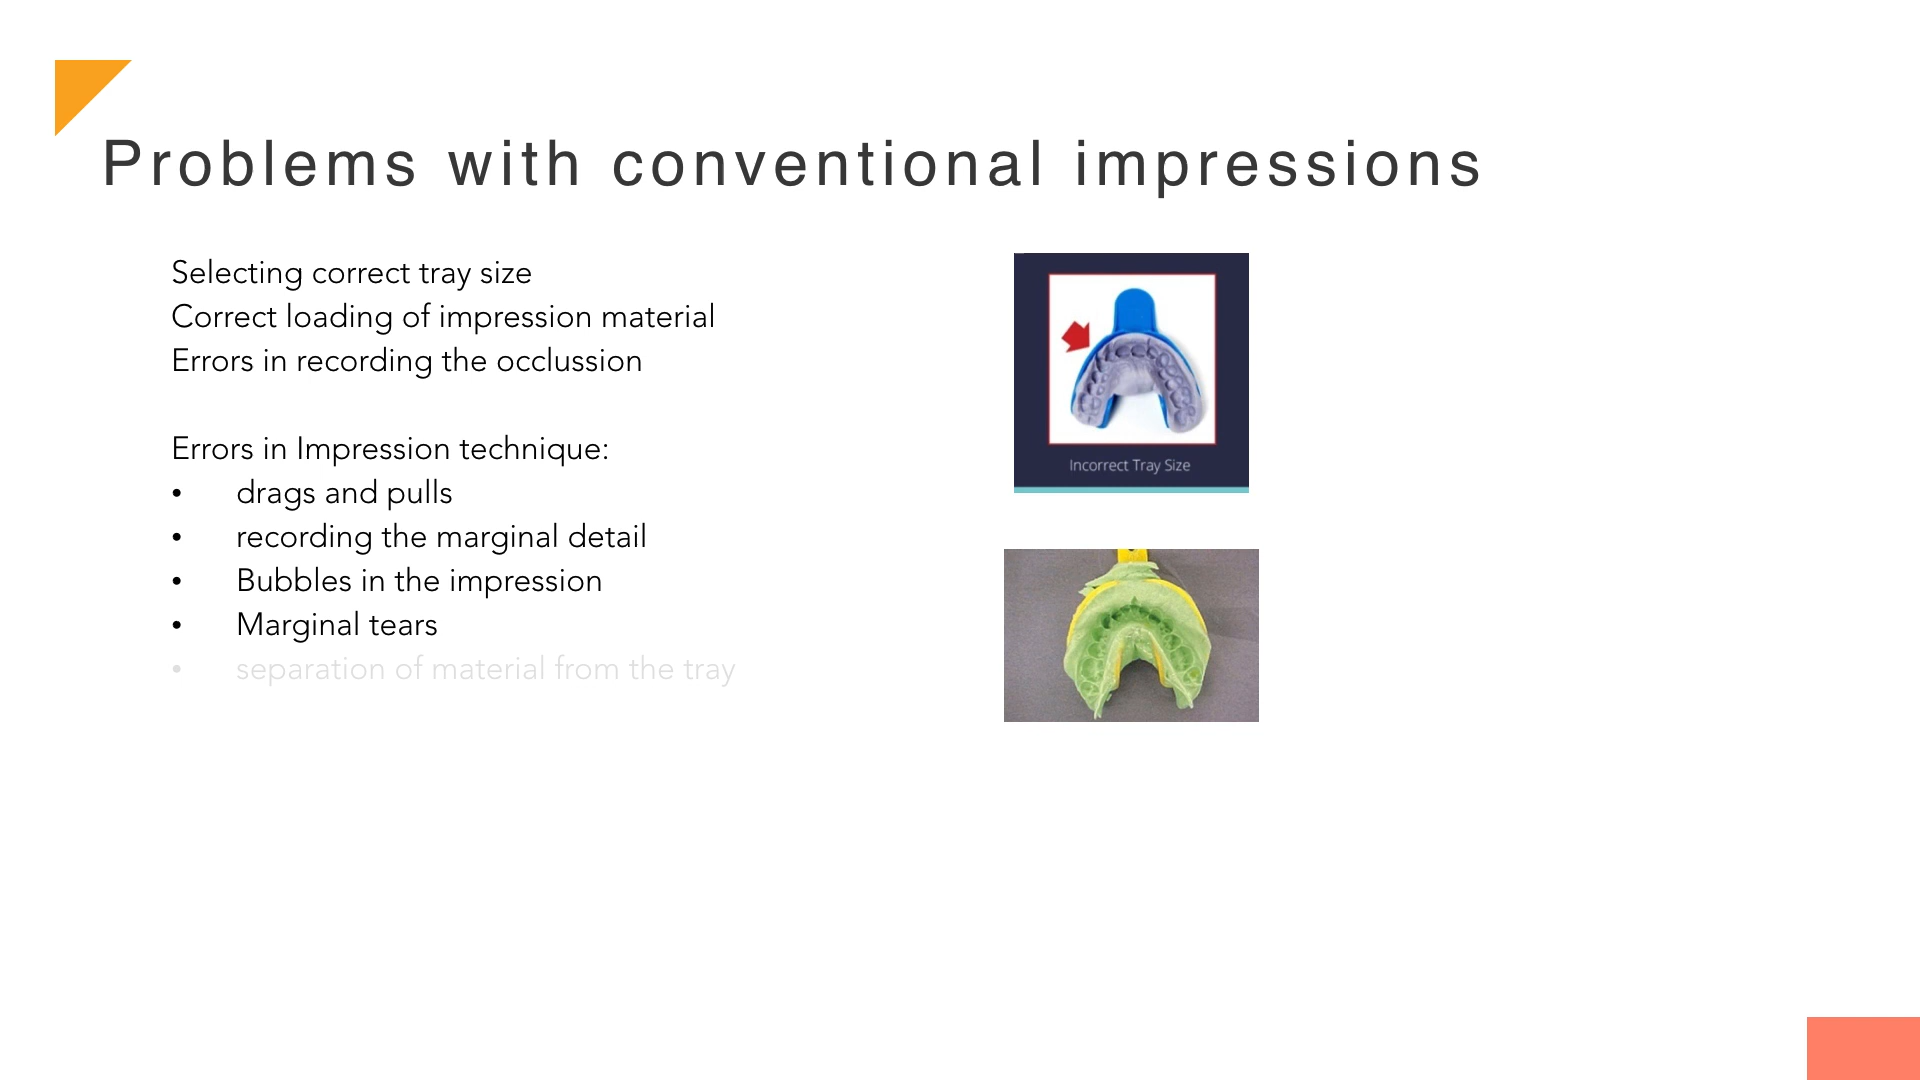 Problems with conventional impressions
Selecting correct tray size
Correct loading of impression material
Errors in recording the occlussion
Errors in Impression technique:
• drags and pulls
• recording the marginal detail
• Bubbles in the impression
• Marginal tears
• separation of material from the tray
Incorrect Tray Size